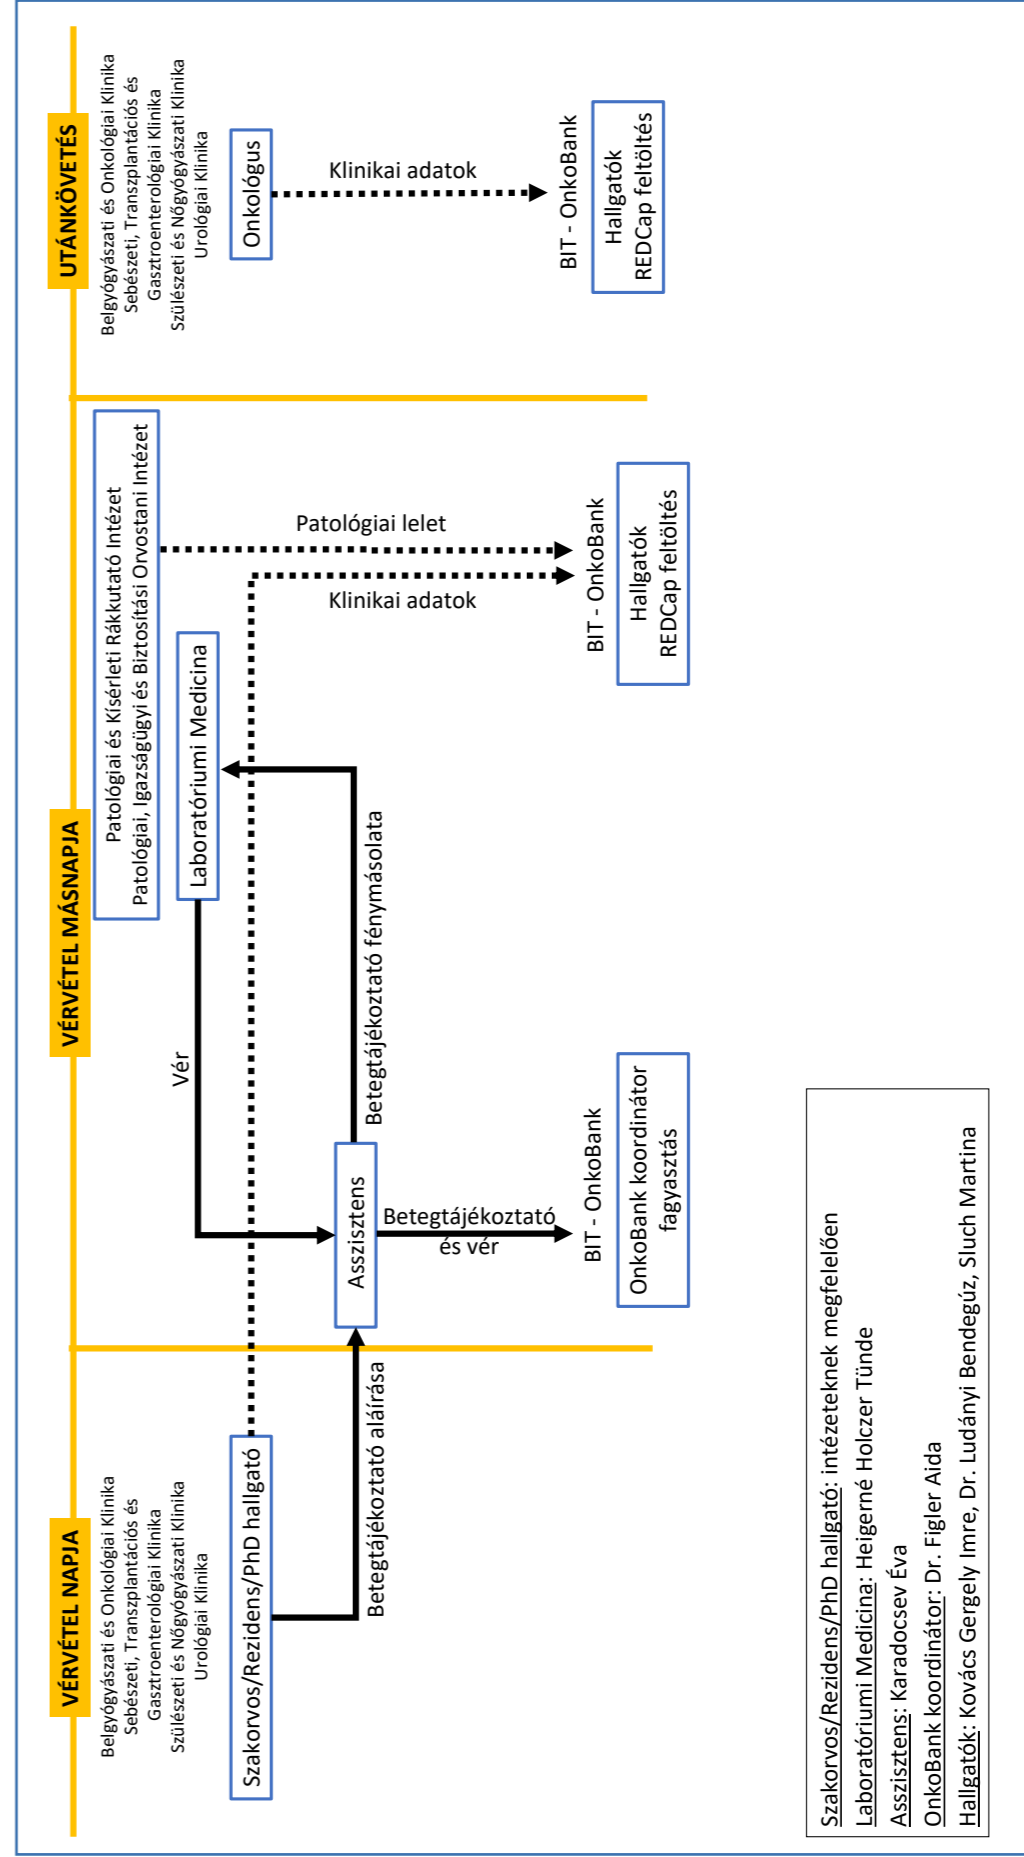 VÉRVÉTEL NAPJA
Belgyógyászati és Onkológiai Klinika
Sebészeti, Transzplantációs és
Gasztroenterológiai Klinika
Szülészeti és Nőgyógyászati Klinika
Urológiai Klinika
Szakorvos/Rezidens/PhD hallgató
Betegtájékoztató aláírása
VÉRVÉTEL MÁSNAPJA
Patológiai és Kísérleti Rákkutató Intézet
Patológiai, Igazságügyi és Biztosítási Orvostani Intézet
Laboratóriumi Medicina
Vér
Asszisztens
Betegtájékoztató fénymásolata
Betegtájékoztató
és vér
BIT - OnkoBank
OnkoBank koordinátor
fagyasztás
Patológiai lelet
Klinikai adatok
BIT - OnkoBank
Hallgatók
REDCap feltöltés
UTÁNKÖVETÉS
Belgyógyászati és Onkológiai Klinika
Sebészeti, Transzplantációs és
Gasztroenterológiai Klinika
Szülészeti és Nőgyógyászati Klinika
Urológiai Klinika
Onkológus
Klinikai adatok
BIT - OnkoBank
Hallgatók
REDCap feltöltés
Szakorvos/Rezidens/PhD hallgató: intézeteknek megfelelően
Laboratóriumi Medicina: Heigerné Holczer Tünde
Asszisztens: Karadocsev Éva
OnkoBank koordinátor: Dr. Figler Aida
Hallgatók: Kovács Gergely Imre, Dr. Ludányi Bendegúz, Sluch Martina